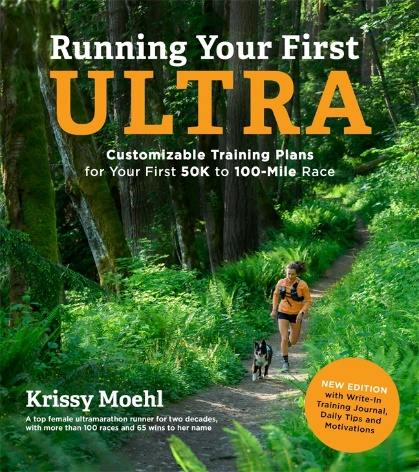 Running Your First
ULTRA
Customizable Training Plans
for Your First 50K to 100-Mile Race
Krissy Moehl
A top female ultramarathon runner for two decades,
with more than 100 races and 65 wins to her name
NEW EDITION
with Write-In
Training Journal,
Daily Tips and
Motivations